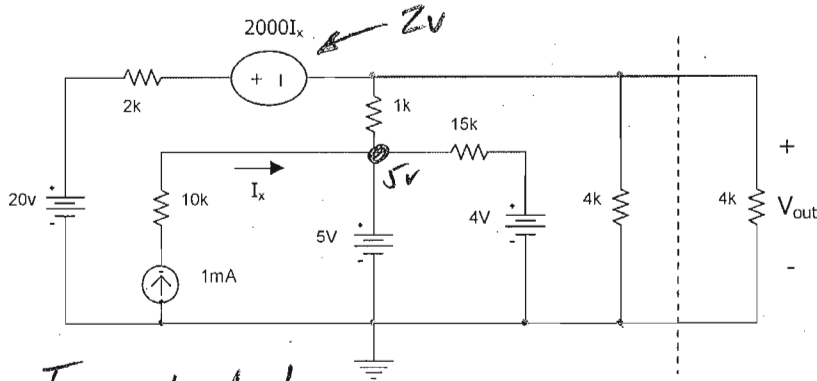 2000Iₓ
2v
+ -
2k
1k
15k
5v
Iₓ
+
20v
-
10k
+
5V
-
+
4V
-
4k
4k
+
Vout
-
1mA